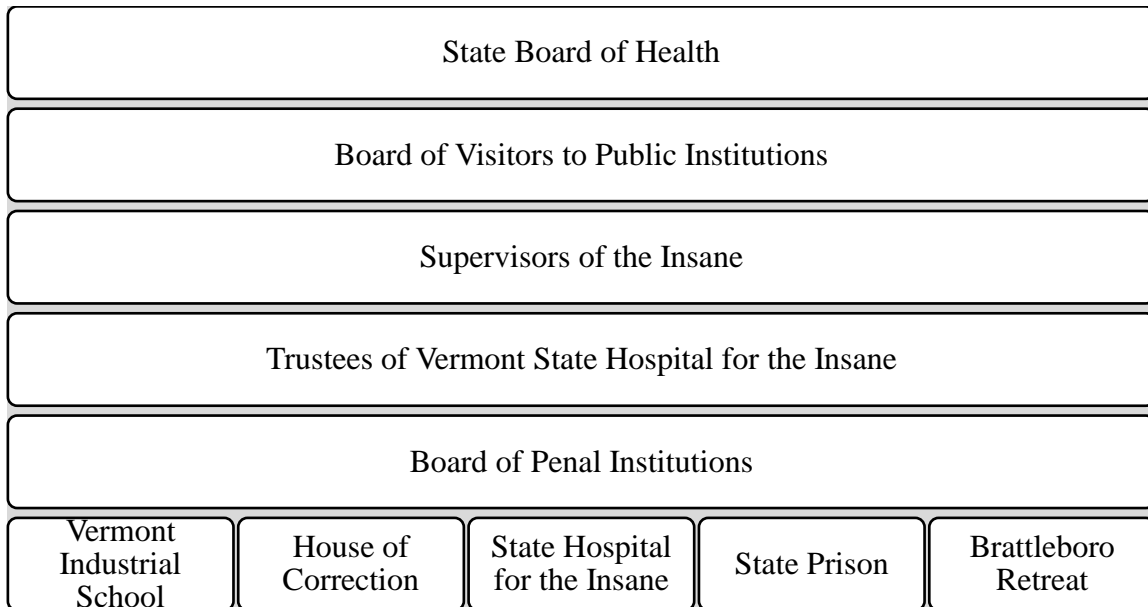 State Board of Health
Board of Visitors to Public Institutions
Supervisors of the Insane
Trustees of Vermont State Hospital for the Insane
Board of Penal Institutions
Vermont
Industrial
School
House of
Correction
State Hospital
for the Insane
State Prison
Brattleboro
Retreat